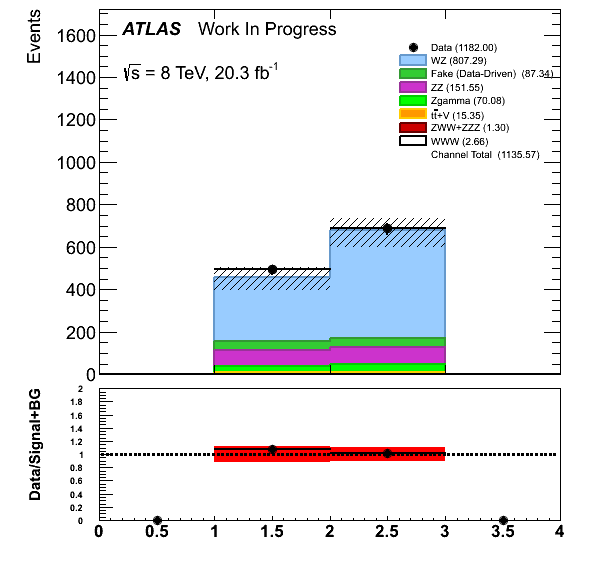 Events
1600
1400
1200
1000
800
600
400
200
0
ATLAS Work In Progress
√s = 8 TeV, 20.3 fb-1
Data (1182.00)
WZ (807.29)
Fake (Data-Driven) (87.34)
ZZ (151.55)
Zgamma (70.08)
tt̄+V (15.35)
ZWW+ZZZ (1.30)
WWW (2.66)
Channel Total (1135.57)
Data/Signal+BG
2
1.8
1.6
1.4
1.2
1
0.8
0.6
0.4
0.2
0
0 0.5 1 1.5 2 2.5 3 3.5 4